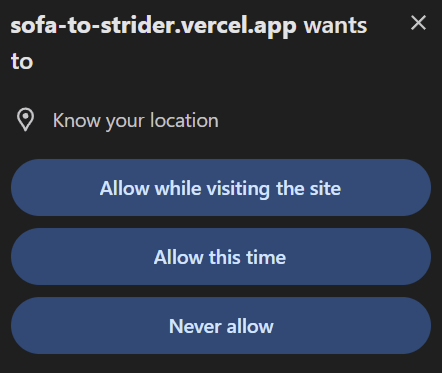 sofa-to-strider.vercel.app wants
to
Know your location
Allow while visiting the site
Allow this time
Never allow